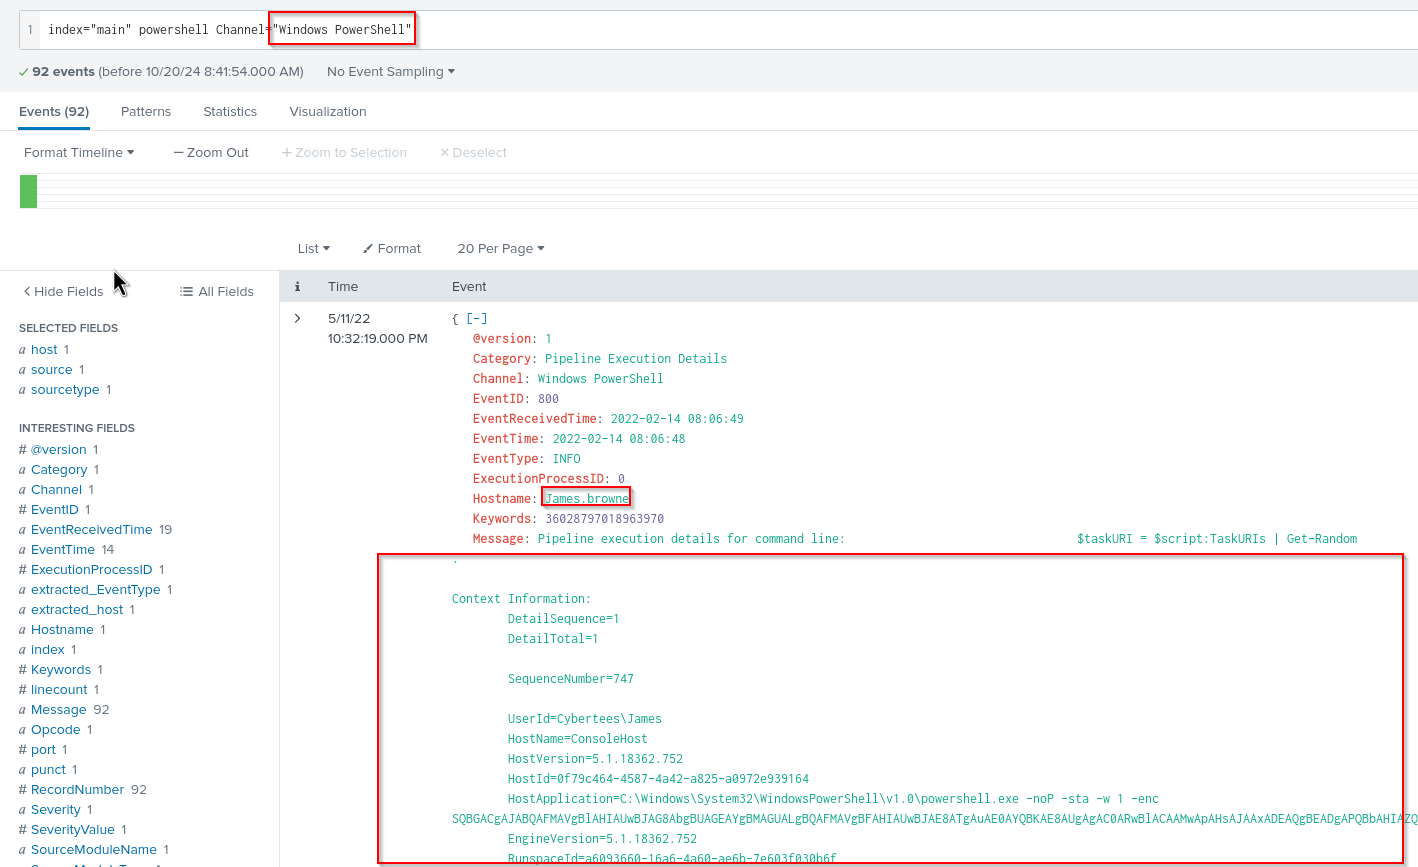 1 index="main" powershell Channel="Windows PowerShell"
✓ 92 events (before 10/20/24 8:41:54.000 AM) No Event Sampling
Events (92) Patterns Statistics Visualization
Format Timeline − Zoom Out + Zoom to Selection × Deselect
List Format 20 Per Page
< Hide Fields All Fields
SELECTED FIELDS
a host 1
a source 1
a sourcetype 1
INTERESTING FIELDS
# @version 1
a Category 1
a Channel 1
# EventID 1
a EventReceivedTime 19
a EventTime 14
# ExecutionProcessID 1
a extracted_EventType 1
a extracted_host 1
a Hostname 1
a index 1
# Keywords 1
# linecount 1
a Message 92
a Opcode 1
# port 1
a punct 1
# RecordNumber 92
a Severity 1
# SeverityValue 1
a SourceModuleName 1
i Time Event
5/11/22
10:32:19.000 PM
{ [-]
@version: 1
Category: Pipeline Execution Details
Channel: Windows PowerShell
EventID: 800
EventReceivedTime: 2022-02-14 08:06:49
EventTime: 2022-02-14 08:06:48
EventType: INFO
ExecutionProcessID: 0
Hostname: James.browne
Keywords: 36028797018963970
Message: Pipeline execution details for command line: $taskURI = $script:TaskURIs | Get-Random
.
Context Information:
DetailSequence=1
DetailTotal=1
SequenceNumber=747
UserId=Cybertees\James
HostName=ConsoleHost
HostVersion=5.1.18362.752
HostId=0f79c464-4587-4a42-a825-a0972e939164
HostApplication=C:\Windows\System32\WindowsPowerShell\v1.0\powershell.exe -noP -sta -w 1 -enc
SQBGACgAJABQAFMAVgBlAHIAUwBJAG8AbgBUAGEAYgBMAGUALgBQAFMAVgBFAHIAUwBJAE8ATgAuAE0AYQBKAE8AUgAgAC0ARwBlACAAMwApAHsAJAAxADEAQgBEADgAPQBbAHIAZQ
EngineVersion=5.1.18362.752
RunspaceId=a6093660-16a6-4a60-ae6b-7e603f030b6f